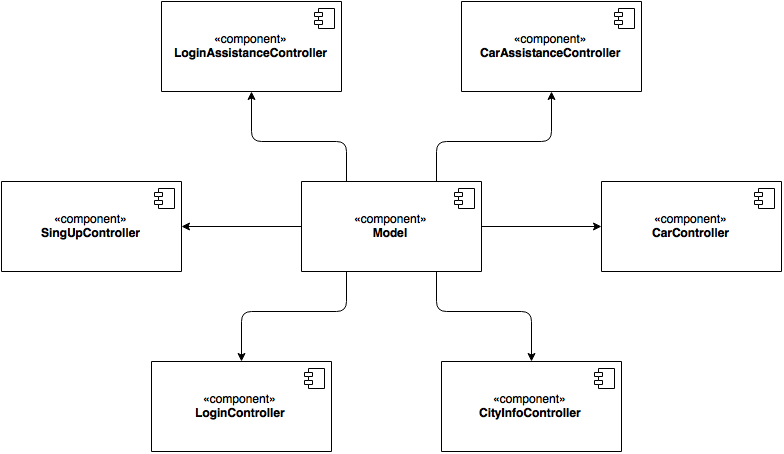 «component»
LoginAssistanceController
«component»
CarAssistanceController
«component»
SingUpController
«component»
Model
«component»
CarController
«component»
LoginController
«component»
CityInfoController